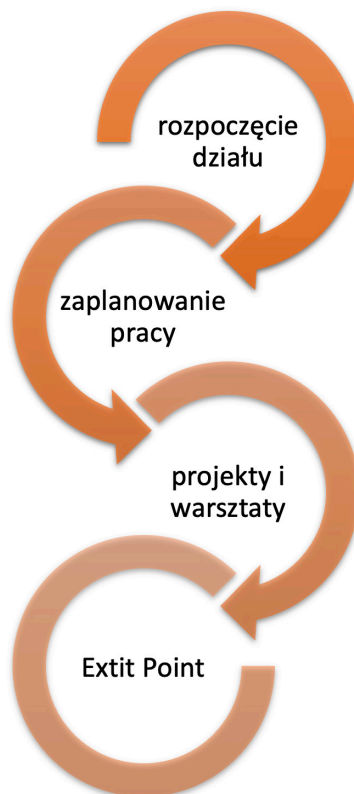 rozpoczęcie
działu
zaplanowanie
pracy
projekty i
warsztaty
Extit Point